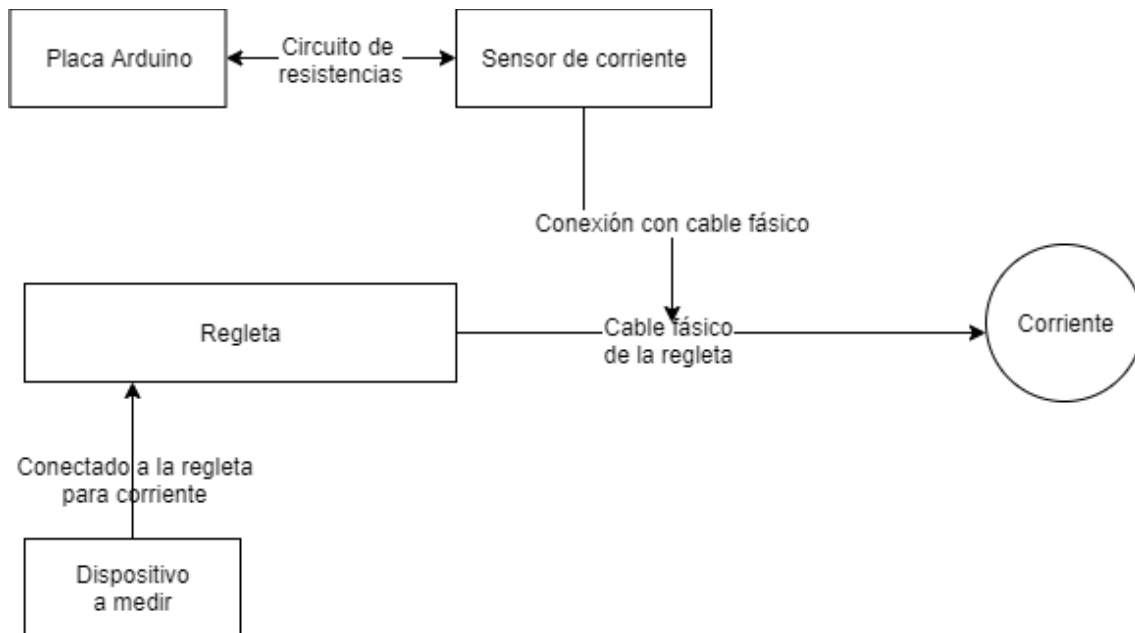 Placa Arduino
Circuito de
resistencias
Sensor de corriente
Conexión con cable fásico
Regleta
Cable fásico
de la regleta
Corriente
Conectado a la regleta
para corriente
Dispositivo
a medir